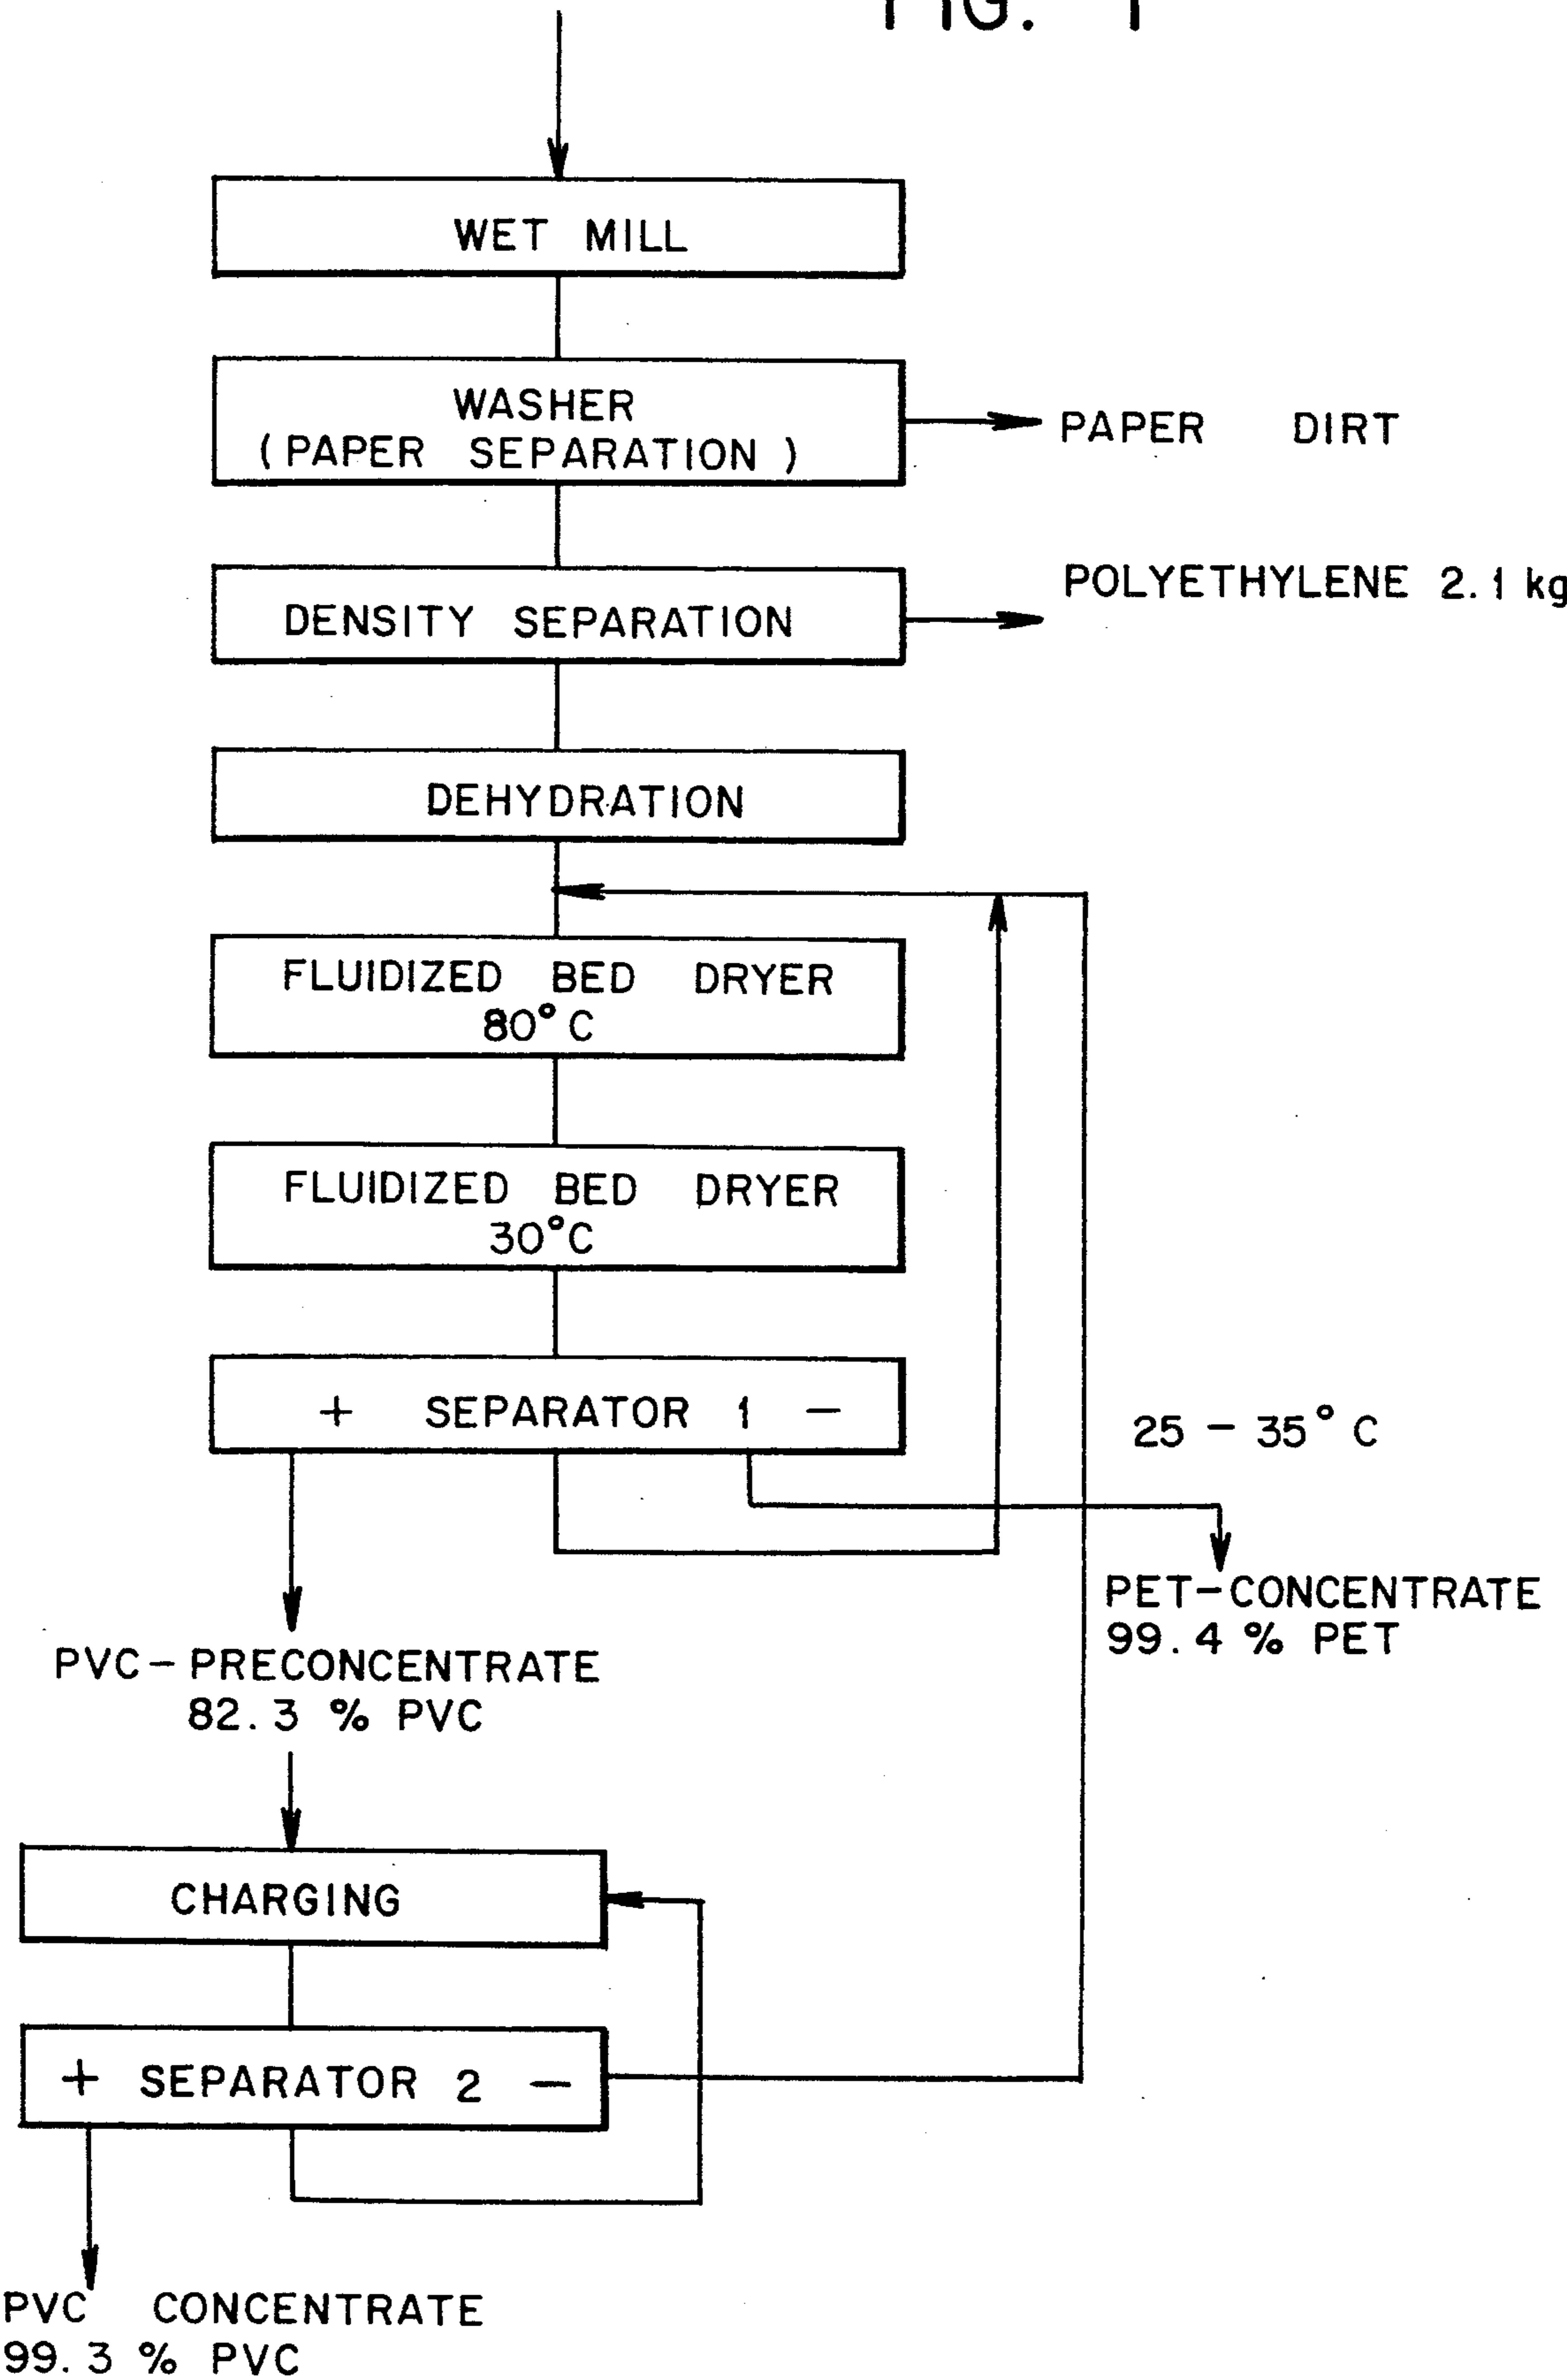 FIG. 1
WET MILL
WASHER
(PAPER SEPARATION)
PAPER DIRT
DENSITY SEPARATION
POLYETHYLENE 2.1 kg
DEHYDRATION
FLUIDIZED BED DRYER
80°C
FLUIDIZED BED DRYER
30°C
+ SEPARATOR 1 -
25 - 35°C
PET-CONCENTRATE
99.4 % PET
PVC-PRECONCENTRATE
82.3 % PVC
CHARGING
+ SEPARATOR 2 -
PVC CONCENTRATE
99.3 % PVC